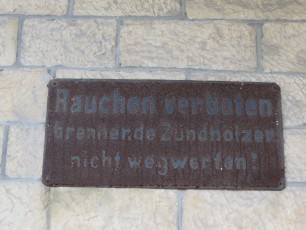 Rauchen verboten
brennende Zündhölzer
nicht wegwerfen!